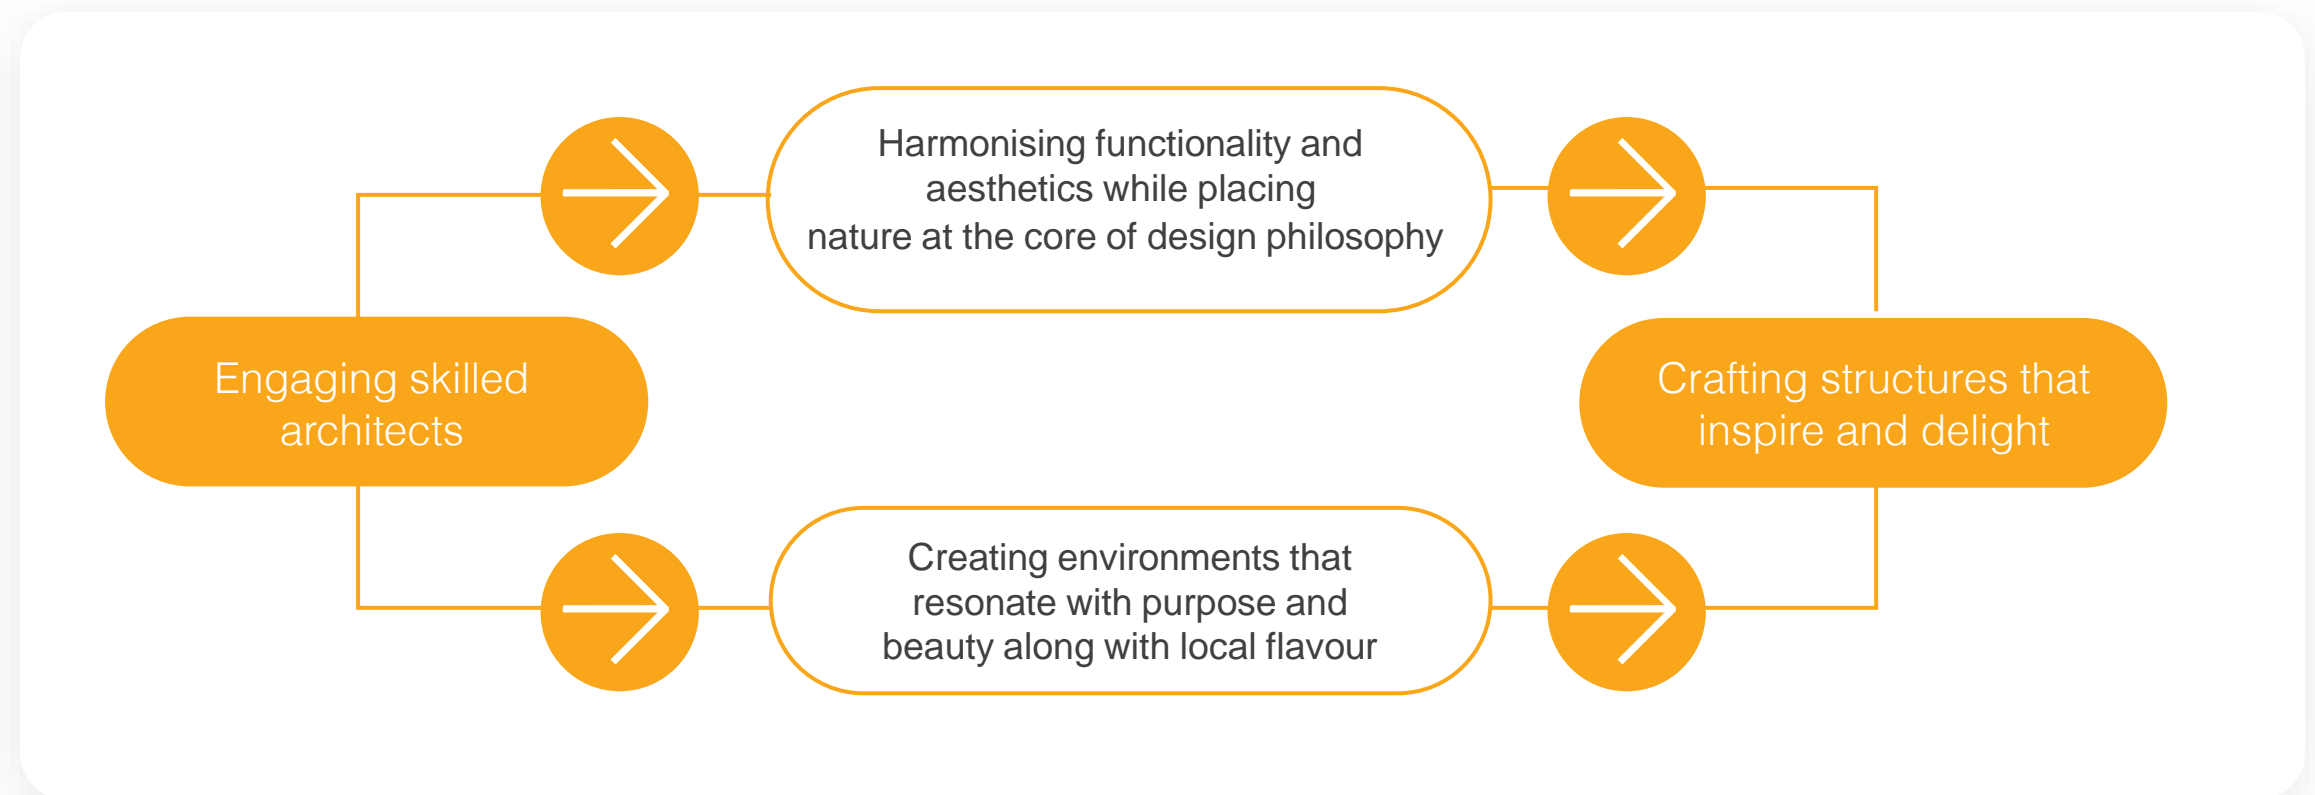 Harmonising functionality and
aesthetics while placing
nature at the core of design philosophy
Engaging skilled
architects
Crafting structures that
inspire and delight
Creating environments that
resonate with purpose and
beauty along with local flavour